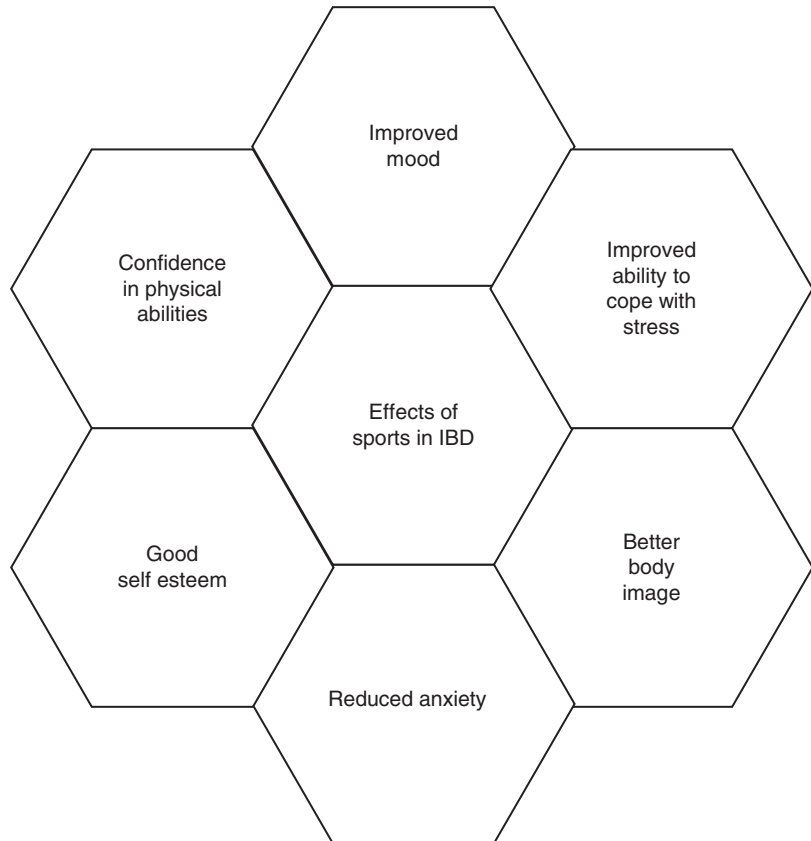 Improved
mood
Confidence
in physical
abilities
Improved
ability to
cope with
stress
Effects of
sports in IBD
Good
self esteem
Better
body
image
Reduced anxiety